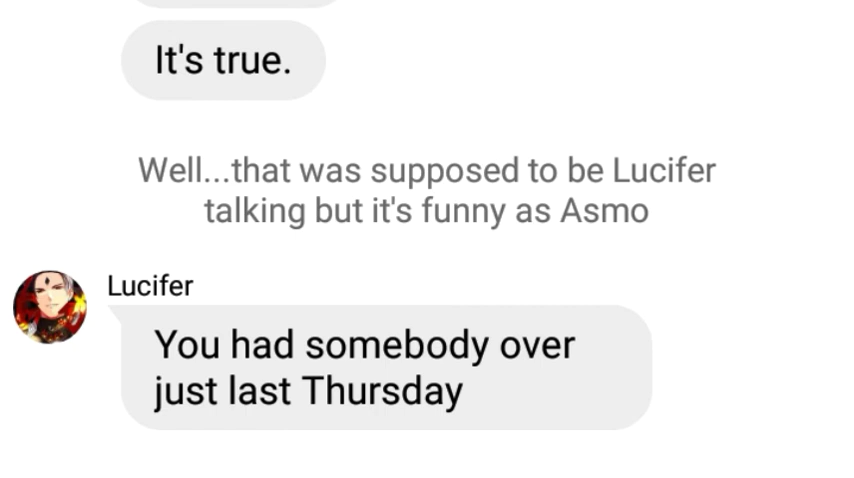 It's true.
Well...that was supposed to be Lucifer
talking but it's funny as Asmo
Lucifer
You had somebody over
just last Thursday